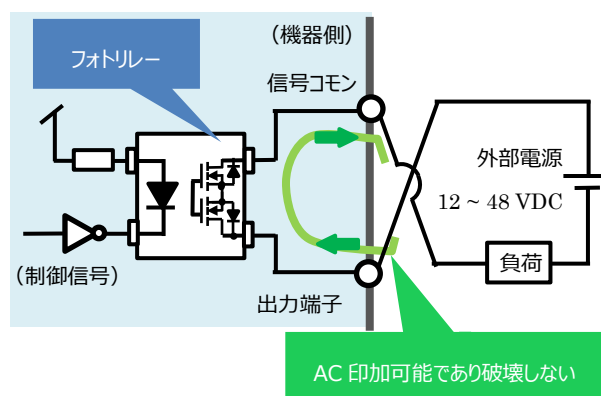 （機器側）
フォトリレー
信号コモン
外部電源
12 ~ 48 VDC
負荷
（制御信号）
出力端子
AC 印加可能であり破壊しない